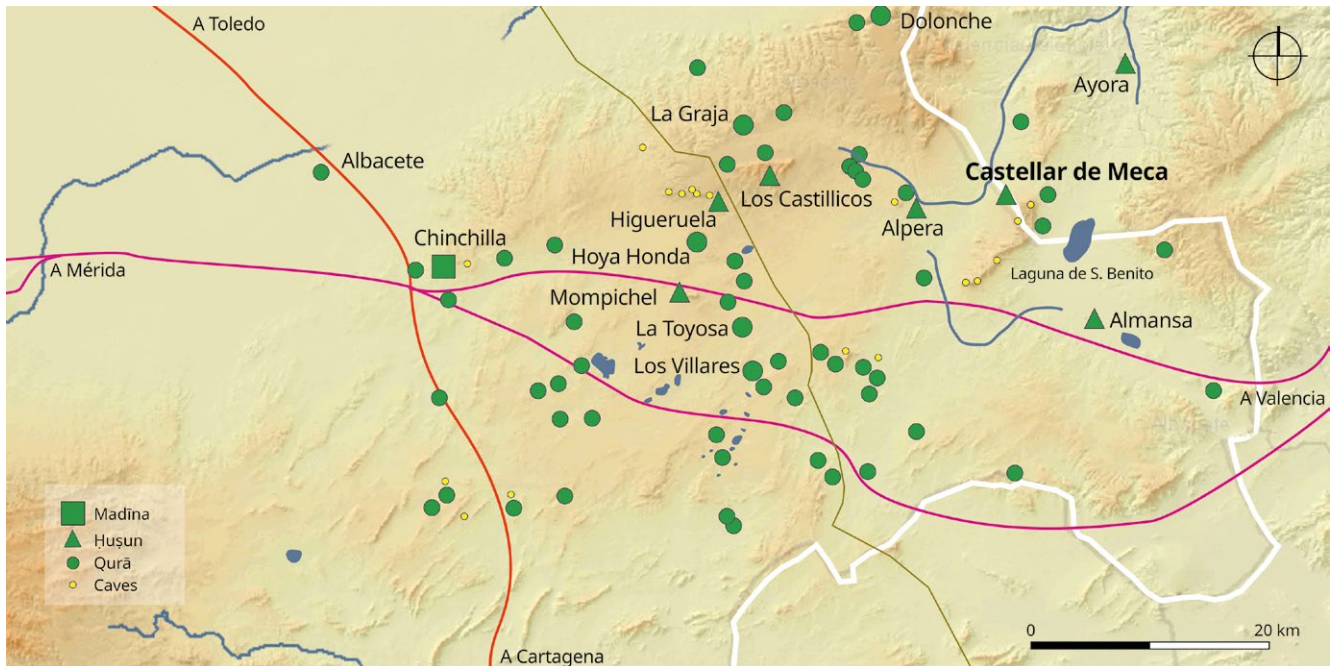 A Toledo
Dolonche
Ayora
La Graja
Albacete
Castellar de Meca
Los Castillicos
Higueruela
Alpera
Chinchilla
Hoya Honda
A Mérida
Laguna de S. Benito
Mompichel
Almansa
La Toyosa
Los Villares
A Valencia
Madīna
Ḥuṣun
Qurā
Caves
0
20 km
A Cartagena